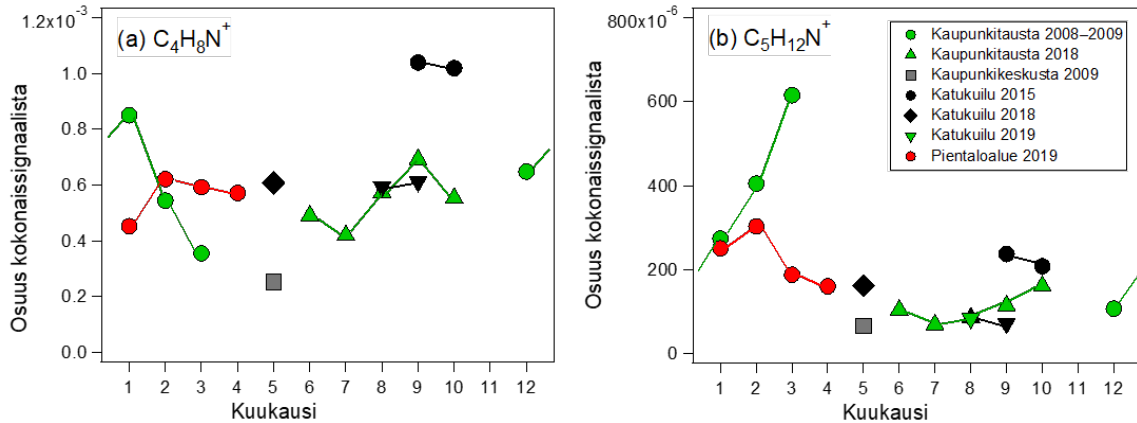 1.2x10⁻³
(a) C₄H₈N⁺
1.0
0.8
0.6
0.4
0.2
0.0
Osuus kokonaissignaalista
1 2 3 4 5 6 7 8 9 10 11 12
Kuukausi
800x10⁻⁶
(b) C₅H₁₂N⁺
600
400
200
0
Osuus kokonaissignaalista
1 2 3 4 5 6 7 8 9 10 11 12
Kuukausi
Kaupunkitausta 2008–2009
Kaupunkitausta 2018
Kaupunkikeskusta 2009
Katukuilu 2015
Katukuilu 2018
Katukuilu 2019
Pientaloalue 2019